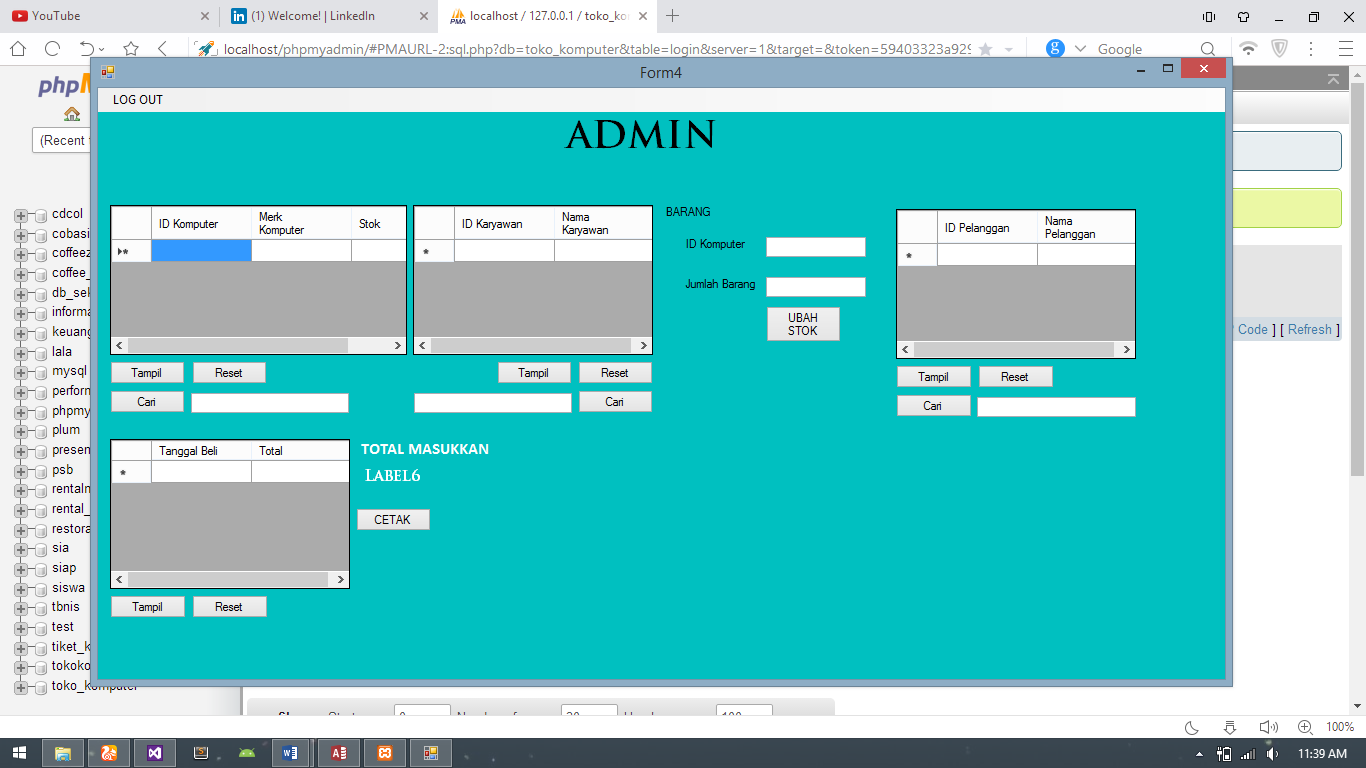 YouTube
(1) Welcome! | LinkedIn
localhost / 127.0.0.1 / toko_ko
localhost/phpmyadmin/#PMAURL-2:sql.php?db=toko_komputer&table=login&server=1&target=&token=59403323a929
Google
Form4
LOG OUT
ADMIN
php
(Recent
cdcol
cobasi
coffeez
coffee_
db_sek
informa
keuang
lala
mysql
perform
phpmy
plum
presen
psb
rentaln
rental_
restora
sia
siap
siswa
tbnis
test
tiket_k
tokoko
toko_komputer
ID Komputer
Merk Komputer
Stok
Tampil
Reset
Cari
ID Karyawan
Nama Karyawan
Tampil
Reset
Cari
BARANG
ID Komputer
Jumlah Barang
UBAH STOK
ID Pelanggan
Nama Pelanggan
Tampil
Reset
Cari
Tanggal Beli
Total
TOTAL MASUKKAN
Label6
CETAK
Tampil
Reset
Code ] [ Refresh ]
100%
11:39 AM